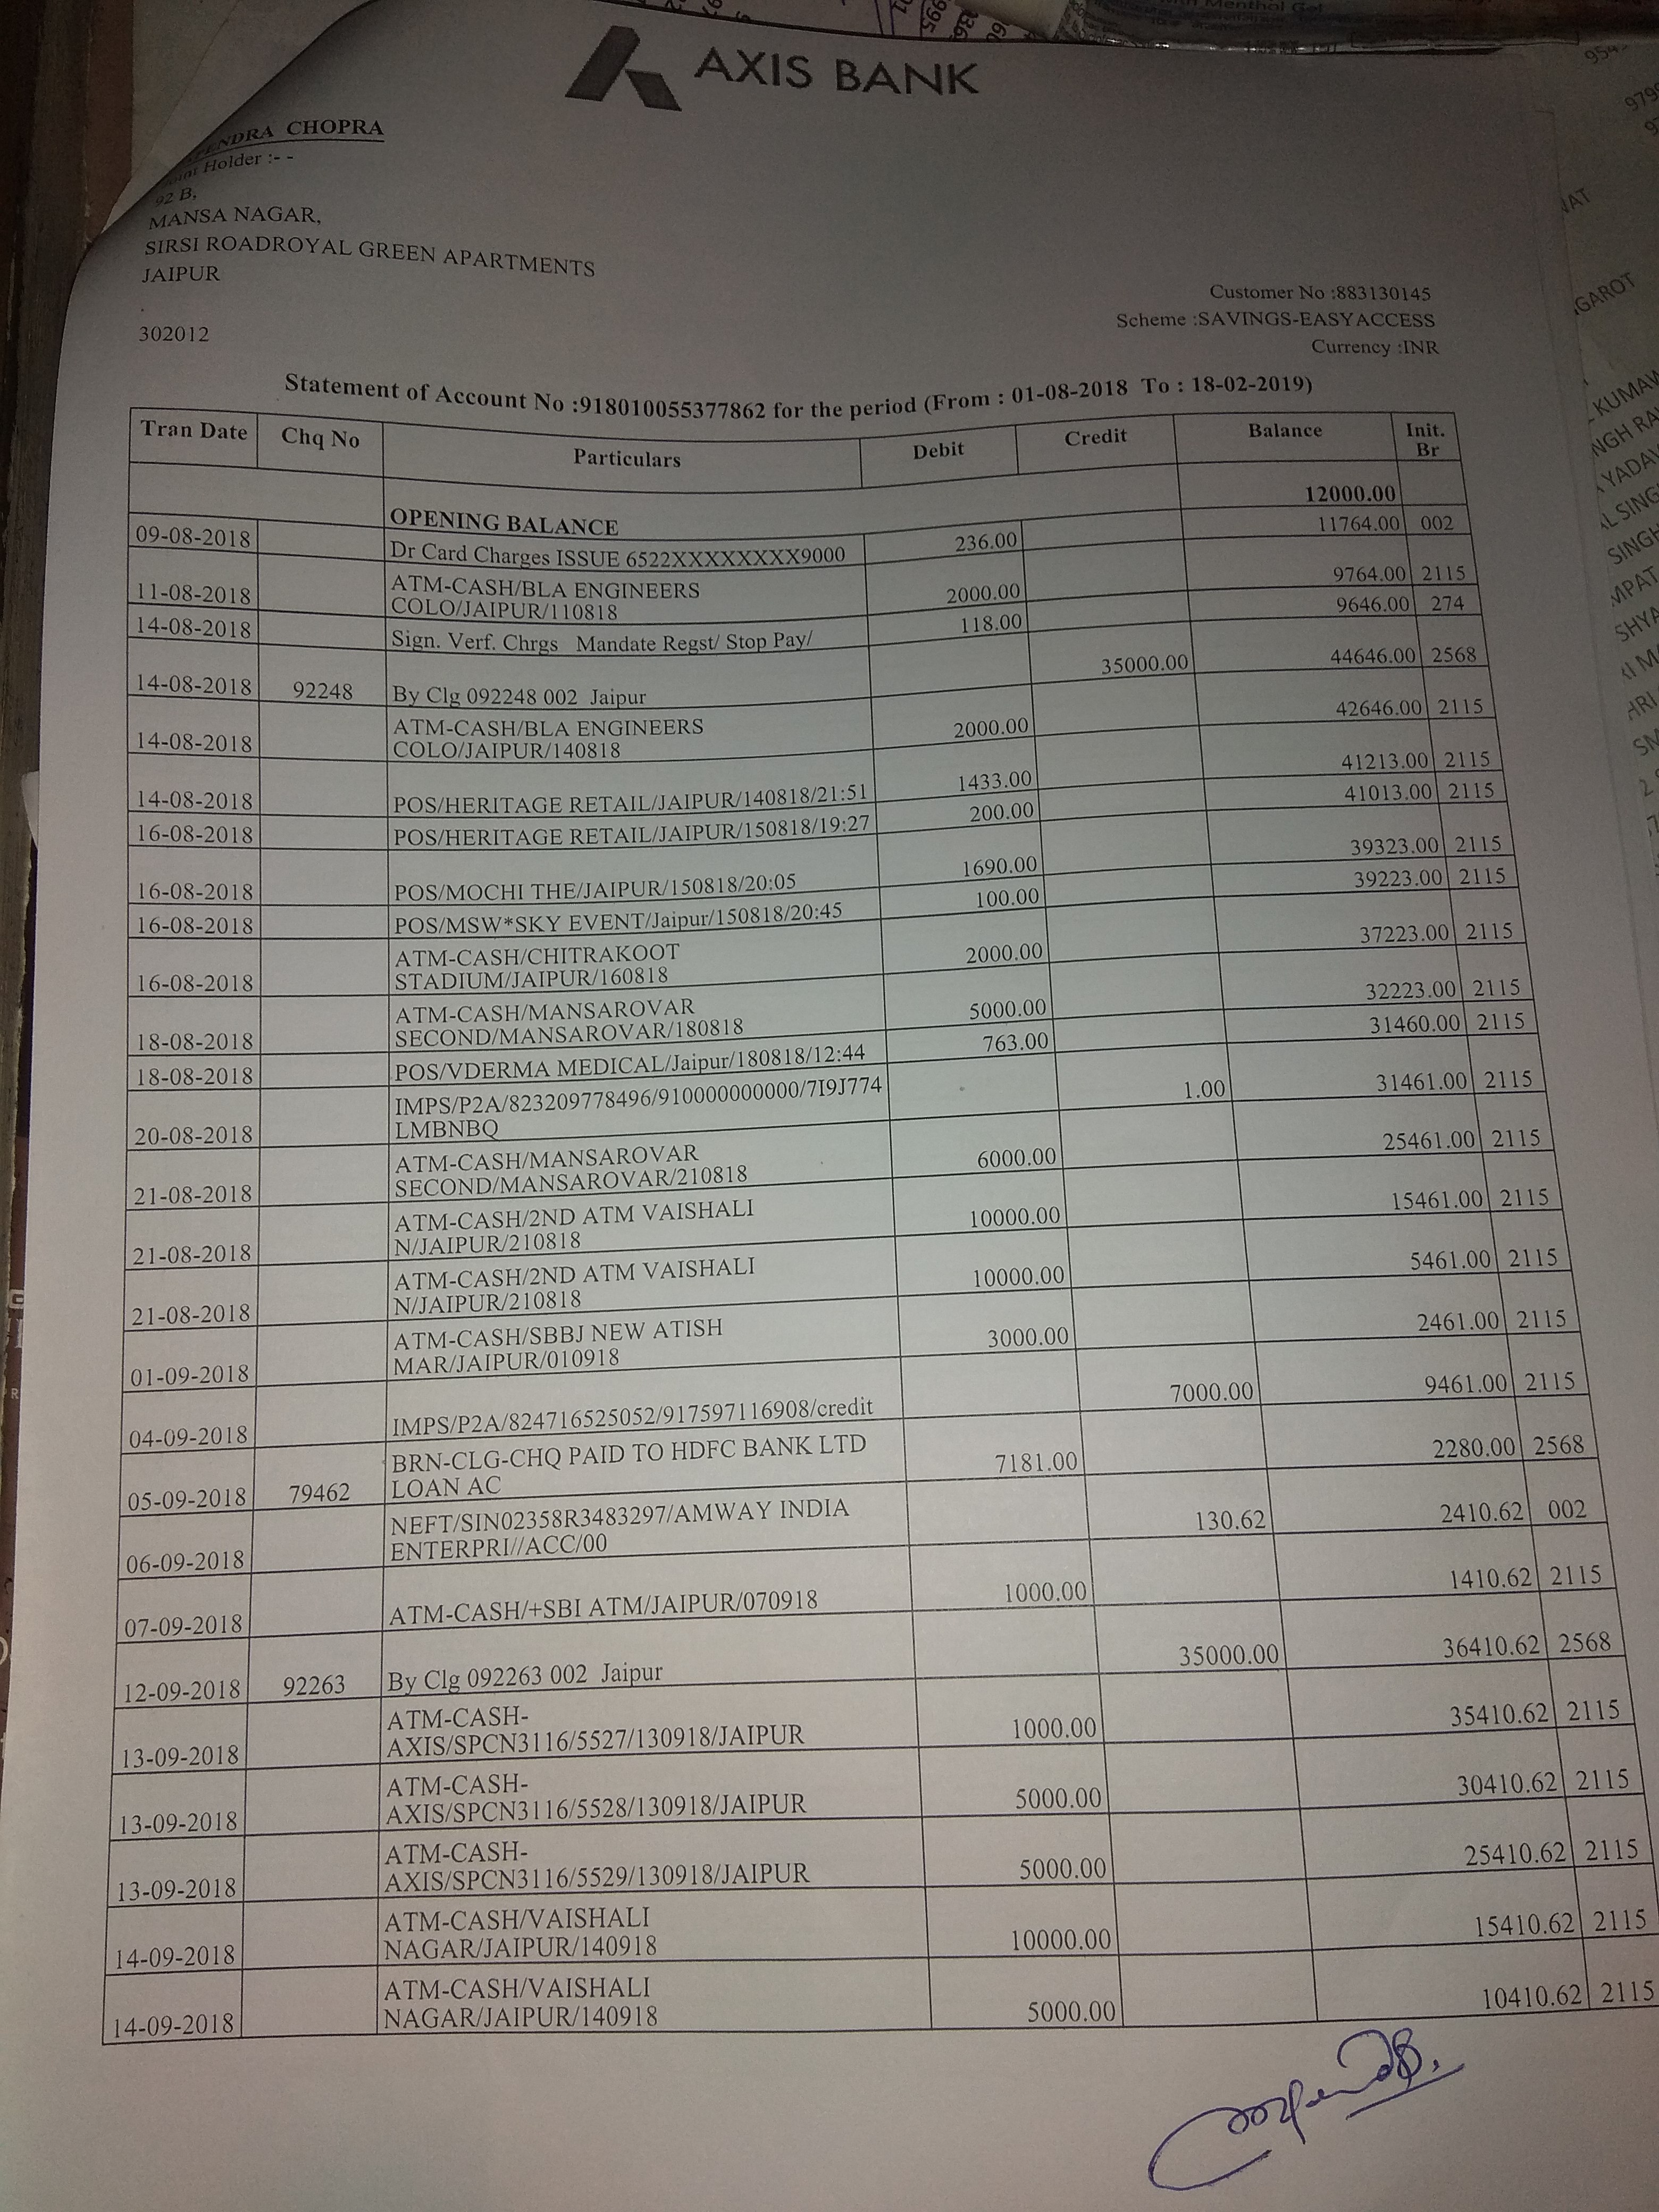 AXIS BANK
CHOPRA
Holder :- -
92 B,
MANSA NAGAR,
SIRSI ROADROYAL GREEN APARTMENTS
JAIPUR
.
302012
Customer No :883130145
Scheme :SAVINGS-EASYACCESS
Currency :INR
Statement of Account No :918010055377862 for the period (From : 01-08-2018 To : 18-02-2019)
Tran Date Chq No Particulars Debit Credit Balance Init. Br
OPENING BALANCE 12000.00
09-08-2018 Dr Card Charges ISSUE 6522XXXXXXXX9000 236.00 11764.00 002
11-08-2018 ATM-CASH/BLA ENGINEERS
COLO/JAIPUR/110818 2000.00 9764.00 2115
14-08-2018 Sign. Verf. Chrgs Mandate Regst/ Stop Pay/ 118.00 9646.00 274
14-08-2018 92248 By Clg 092248 002 Jaipur 35000.00 44646.00 2568
14-08-2018 ATM-CASH/BLA ENGINEERS
COLO/JAIPUR/140818 2000.00 42646.00 2115
14-08-2018 POS/HERITAGE RETAIL/JAIPUR/140818/21:51 1433.00 41213.00 2115
16-08-2018 POS/HERITAGE RETAIL/JAIPUR/150818/19:27 200.00 41013.00 2115
16-08-2018 POS/MOCHI THE/JAIPUR/150818/20:05 1690.00 39323.00 2115
16-08-2018 POS/MSW*SKY EVENT/Jaipur/150818/20:45 100.00 39223.00 2115
16-08-2018 ATM-CASH/CHITRAKOOT
STADIUM/JAIPUR/160818 2000.00 37223.00 2115
18-08-2018 ATM-CASH/MANSAROVAR
SECOND/MANSAROVAR/180818 5000.00 32223.00 2115
18-08-2018 POS/VDERMA MEDICAL/Jaipur/180818/12:44 763.00 31460.00 2115
20-08-2018 IMPS/P2A/823209778496/910000000000/7I9J774
LMBNBQ 1.00 31461.00 2115
21-08-2018 ATM-CASH/MANSAROVAR
SECOND/MANSAROVAR/210818 6000.00 25461.00 2115
21-08-2018 ATM-CASH/2ND ATM VAISHALI
N/JAIPUR/210818 10000.00 15461.00 2115
21-08-2018 ATM-CASH/2ND ATM VAISHALI
N/JAIPUR/210818 10000.00 5461.00 2115
01-09-2018 ATM-CASH/SBBJ NEW ATISH
MAR/JAIPUR/010918 3000.00 2461.00 2115
04-09-2018 IMPS/P2A/824716525052/917597116908/credit 7000.00 9461.00 2115
05-09-2018 79462 BRN-CLG-CHQ PAID TO HDFC BANK LTD
LOAN AC 7181.00 2280.00 2568
06-09-2018 NEFT/SIN02358R3483297/AMWAY INDIA
ENTERPRI//ACC/00 130.62 2410.62 002
07-09-2018 ATM-CASH/+SBI ATM/JAIPUR/070918 1000.00 1410.62 2115
12-09-2018 92263 By Clg 092263 002 Jaipur 35000.00 36410.62 2568
13-09-2018 ATM-CASH-
AXIS/SPCN3116/5527/130918/JAIPUR 1000.00 35410.62 2115
13-09-2018 ATM-CASH-
AXIS/SPCN3116/5528/130918/JAIPUR 5000.00 30410.62 2115
13-09-2018 ATM-CASH-
AXIS/SPCN3116/5529/130918/JAIPUR 5000.00 25410.62 2115
14-09-2018 ATM-CASH/VAISHALI
NAGAR/JAIPUR/140918 10000.00 15410.62 2115
14-09-2018 ATM-CASH/VAISHALI
NAGAR/JAIPUR/140918 5000.00 10410.62 2115